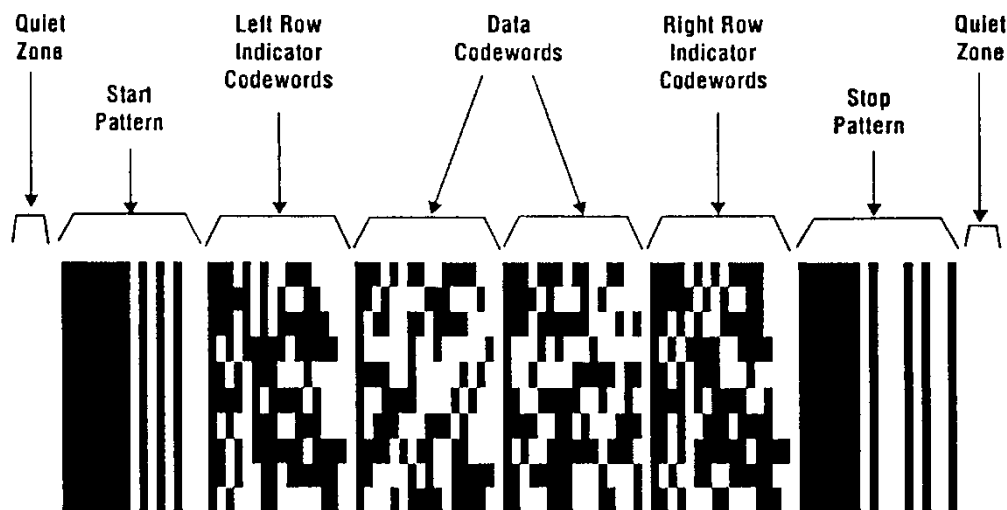 Quiet
Zone
Start
Pattern
Left Row
Indicator
Codewords
Data
Codewords
Right Row
Indicator
Codewords
Stop
Pattern
Quiet
Zone